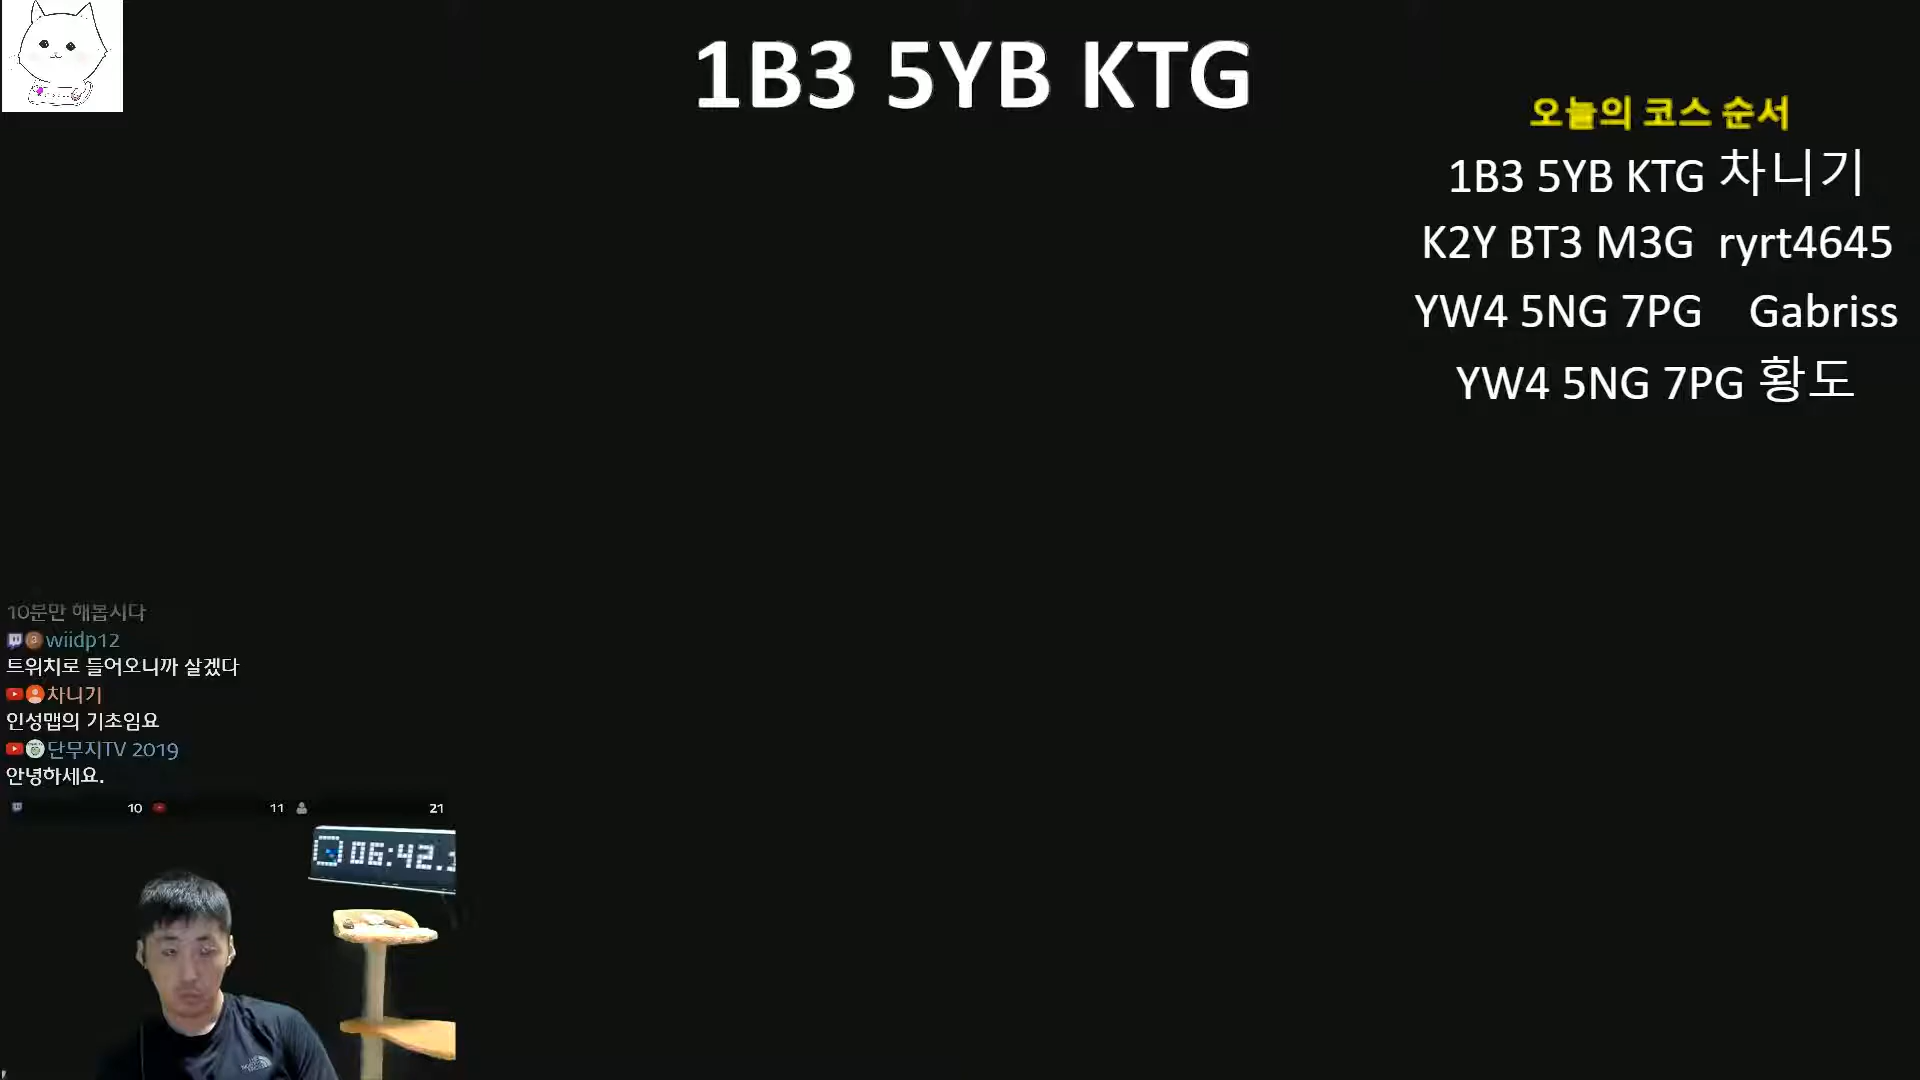 1B3 5YB KTG
오늘의 코스 순서
1B3 5YB KTG 차니기
K2Y BT3 M3G ryrt4645
YW4 5NG 7PG Gabriss
YW4 5NG 7PG 황도
10분만 해봅시다
wiidp12
트위치로 들어오니까 살겠다
차니기
인성맵의 기초임요
단무지TV 2019
안녕하세요.
10 11 21
06:42.